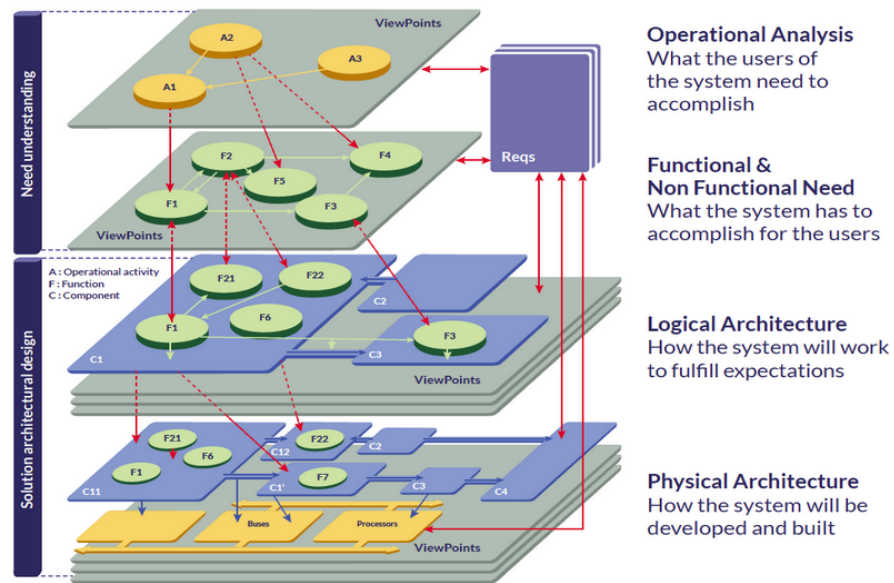 Need understanding
ViewPoints
A2
A3
A1
Reqs
Operational Analysis
What the users of
the system need to
accomplish
F2
F4
F5
F1
F3
ViewPoints
Functional &
Non Functional Need
What the system has to
accomplish for the users
Solution architectural design
A : Operational activity
F : Function
C : Component
F21
F22
C2
F1
F6
F3
C1
C3
ViewPoints
Logical Architecture
How the system will work
to fulfill expectations
F21
F6
F1
C11
F22
C12
C2
F7
C1'
C3
C4
Buses
Processors
ViewPoints
Physical Architecture
How the system will be
developed and built